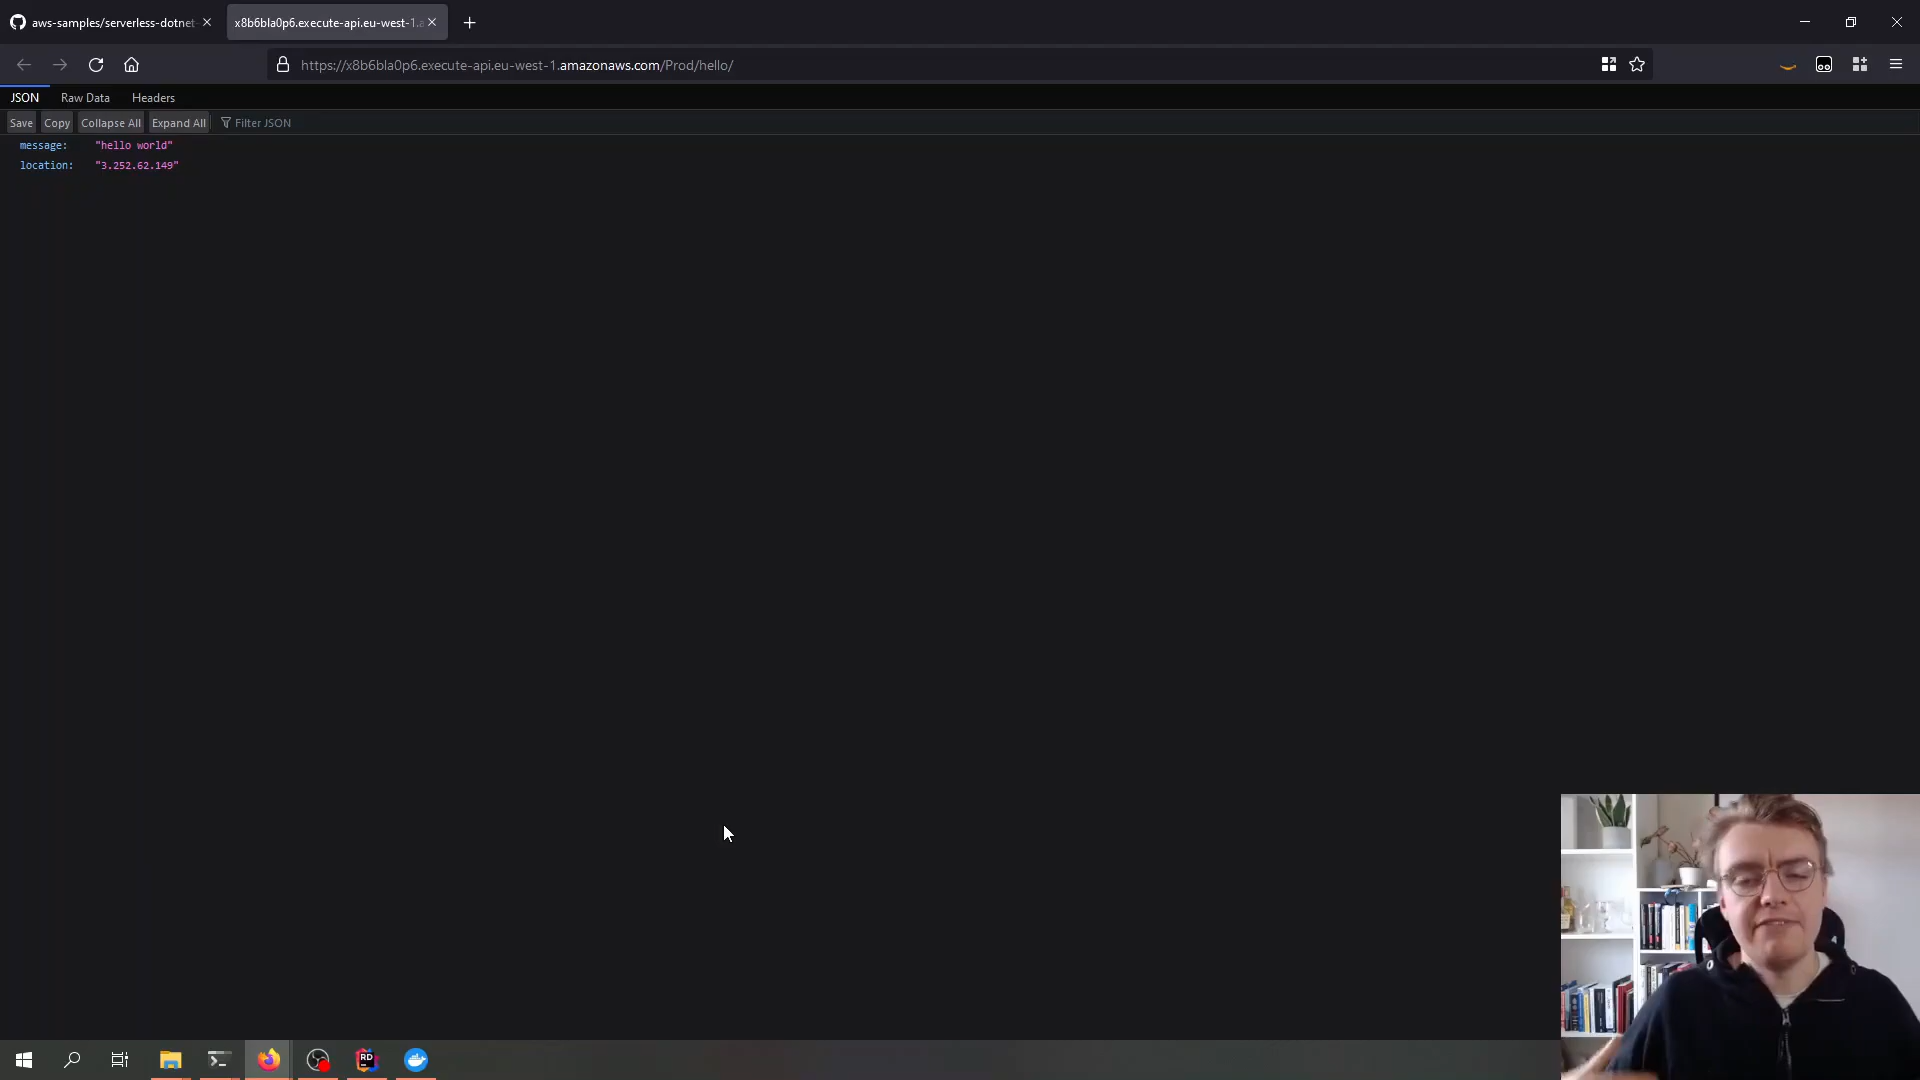 aws-samples/serverless-dotnet-
x8b6bla0p6.execute-api.eu-west-1.a
https://x8b6bla0p6.execute-api.eu-west-1.amazonaws.com/Prod/hello/
JSON Raw Data Headers
Save Copy Collapse All Expand All Filter JSON
message: "hello world"
location: "3.252.62.149"
RD